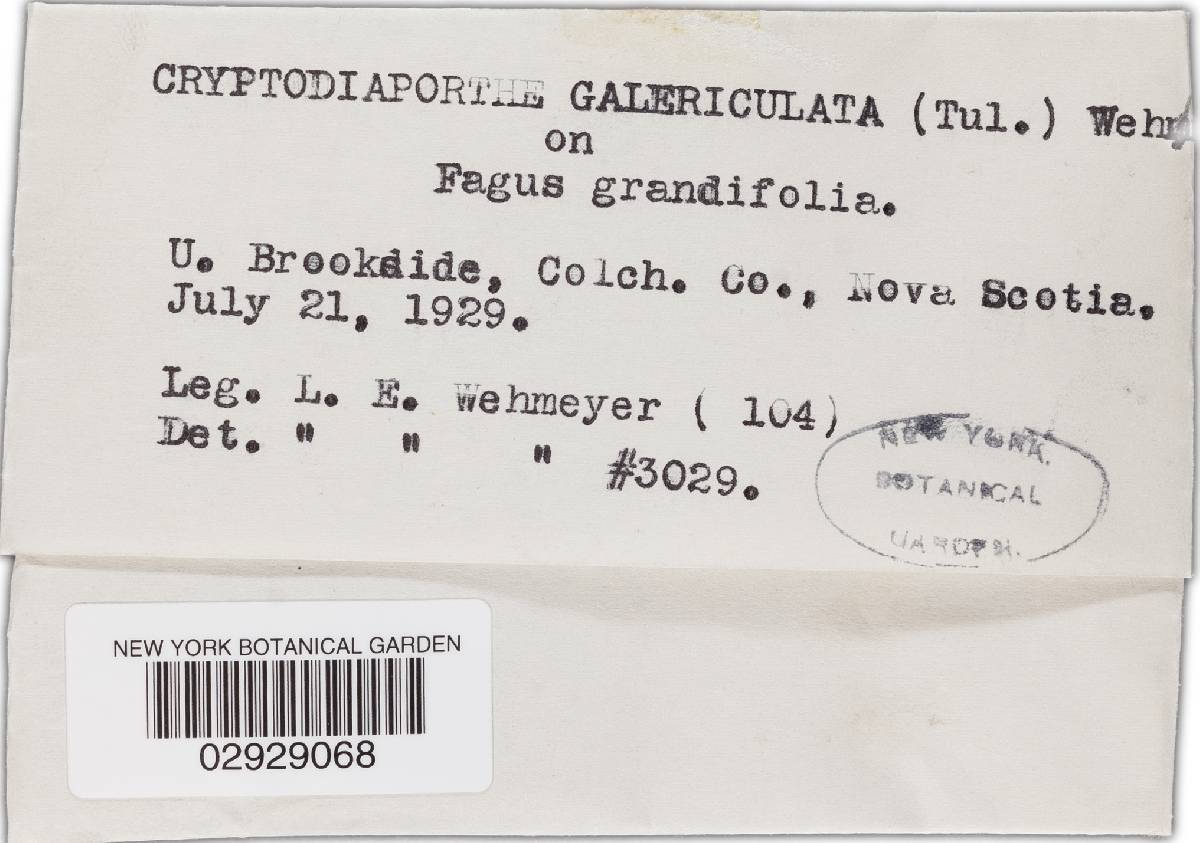 CRYPTODIAPORTHE GALERICULATA (Tul.) Wehm
on
Fagus grandifolia.
U. Brookside, Colch. Co., Nova Scotia.
July 21, 1929.
Leg. L. E. Wehmeyer ( 104)
Det. " " " #3029.
NEW YORK
BOTANICAL
GARDEN.
NEW YORK BOTANICAL GARDEN
02929068